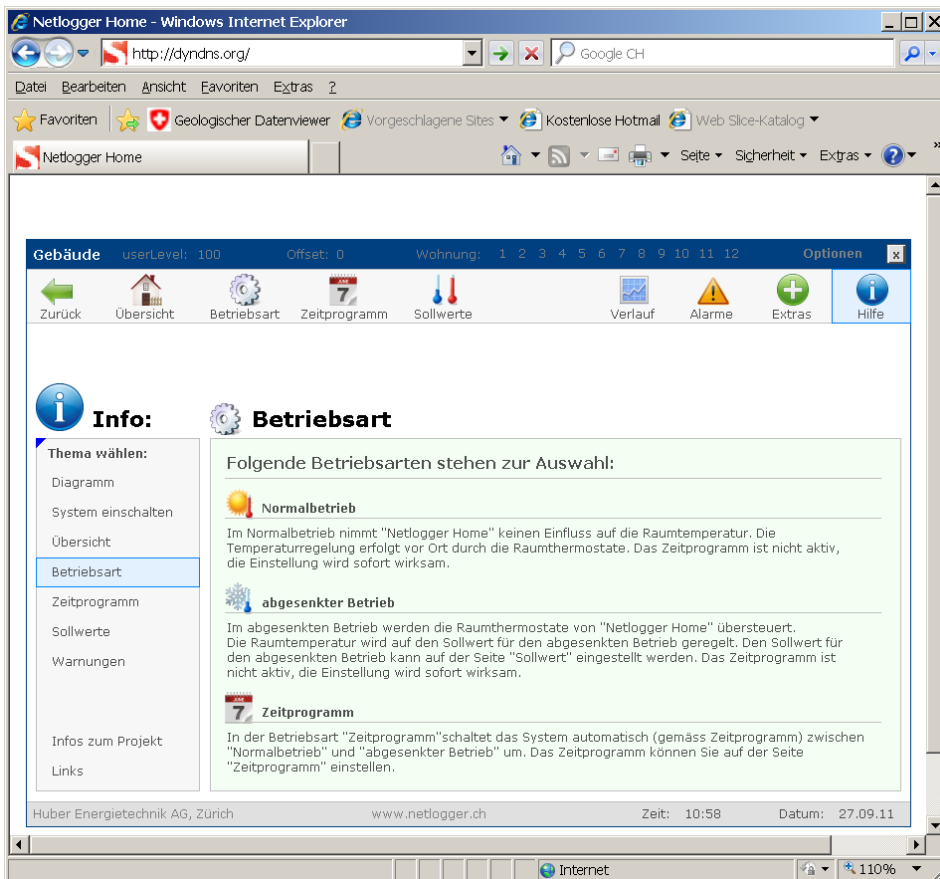 Netlogger Home - Windows Internet Explorer
http://dyndns.org/
Google CH
Datei Bearbeiten Ansicht Favoriten Extras ?
Favoriten Geologischer Datenviewer Vorgeschlagene Sites Kostenlose Hotmail Web Slice-Katalog
Netlogger Home
Seite Sicherheit Extras »
Gebäude userLevel: 100 Offset: 0 Wohnung: 1 2 3 4 5 6 7 8 9 10 11 12 Optionen x
Zurück Übersicht Betriebsart Zeitprogramm Sollwerte Verlauf Alarme Extras Hilfe
Info:
Betriebsart
Thema wählen:
Diagramm
System einschalten
Übersicht
Betriebsart
Zeitprogramm
Sollwerte
Warnungen
Infos zum Projekt
Links
Folgende Betriebsarten stehen zur Auswahl:
Normalbetrieb
Im Normalbetrieb nimmt "Netlogger Home" keinen Einfluss auf die Raumtemperatur. Die
Temperaturregelung erfolgt vor Ort durch die Raumthermostate. Das Zeitprogramm ist nicht aktiv,
die Einstellung wird sofort wirksam.
abgesenkter Betrieb
Im abgesenkten Betrieb werden die Raumthermostate von "Netlogger Home" übersteuert.
Die Raumtemperatur wird auf den Sollwert für den abgesenkten Betrieb geregelt. Den Sollwert für
den abgesenkten Betrieb kann auf der Seite "Sollwert" eingestellt werden. Das Zeitprogramm ist
nicht aktiv, die Einstellung wird sofort wirksam.
Zeitprogramm
In der Betriebsart "Zeitprogramm"schaltet das System automatisch (gemäss Zeitprogramm) zwischen
"Normalbetrieb" und "abgesenkter Betrieb" um. Das Zeitprogramm können Sie auf der Seite
"Zeitprogramm" einstellen.
Huber Energietechnik AG, Zürich www.netlogger.ch Zeit: 10:58 Datum: 27.09.11
Internet 110%